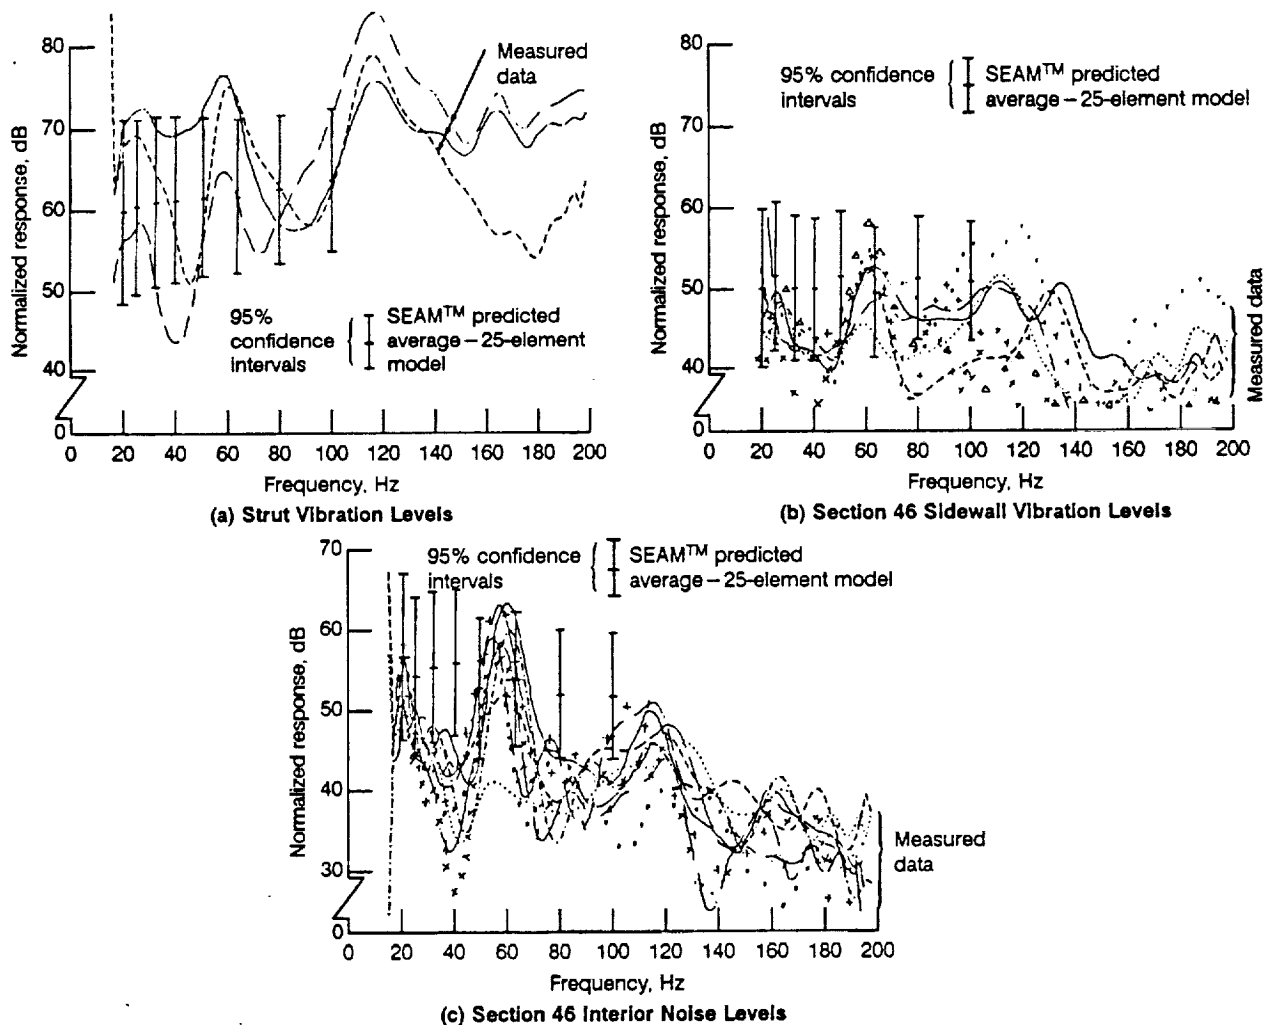 80
70
60
50
40
0
Normalized response, dB
Measured
data
95%
confidence
intervals
SEAM™ predicted
average – 25-element
model
0 20 40 60 80 100 120 140 160 180 200
Frequency, Hz
(a) Strut Vibration Levels
80
70
60
50
40
0
Normalized response, dB
95% confidence
intervals
SEAM™ predicted
average – 25-element model
Measured data
0 20 40 60 80 100 120 140 160 180 200
Frequency, Hz
(b) Section 46 Sidewall Vibration Levels
70
60
50
40
30
0
Normalized response, dB
95% confidence
intervals
SEAM™ predicted
average – 25-element model
Measured
data
0 20 40 60 80 100 120 140 160 180 200
Frequency, Hz
(c) Section 46 Interior Noise Levels